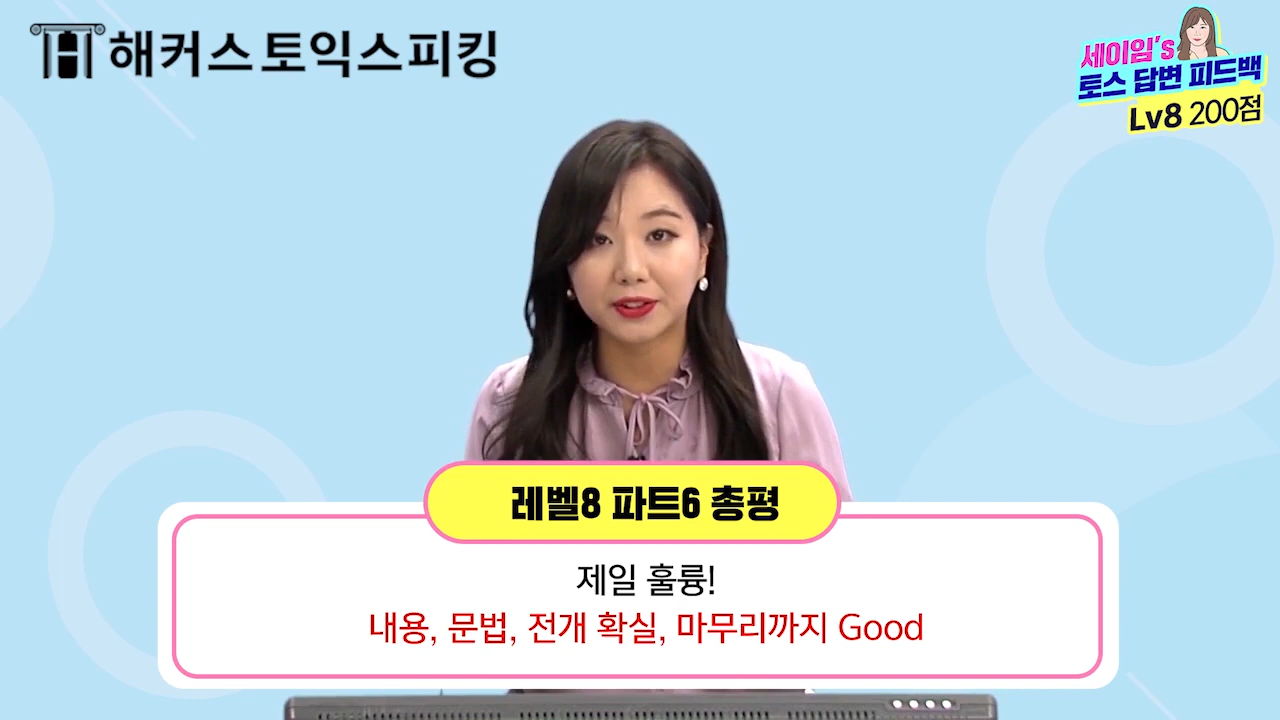 해커스 토익스피킹
세이임's
토스 답변 피드백
Lv8 200점
레벨8 파트6 총평
제일 훌륭!
내용, 문법, 전개 확실, 마무리까지 Good